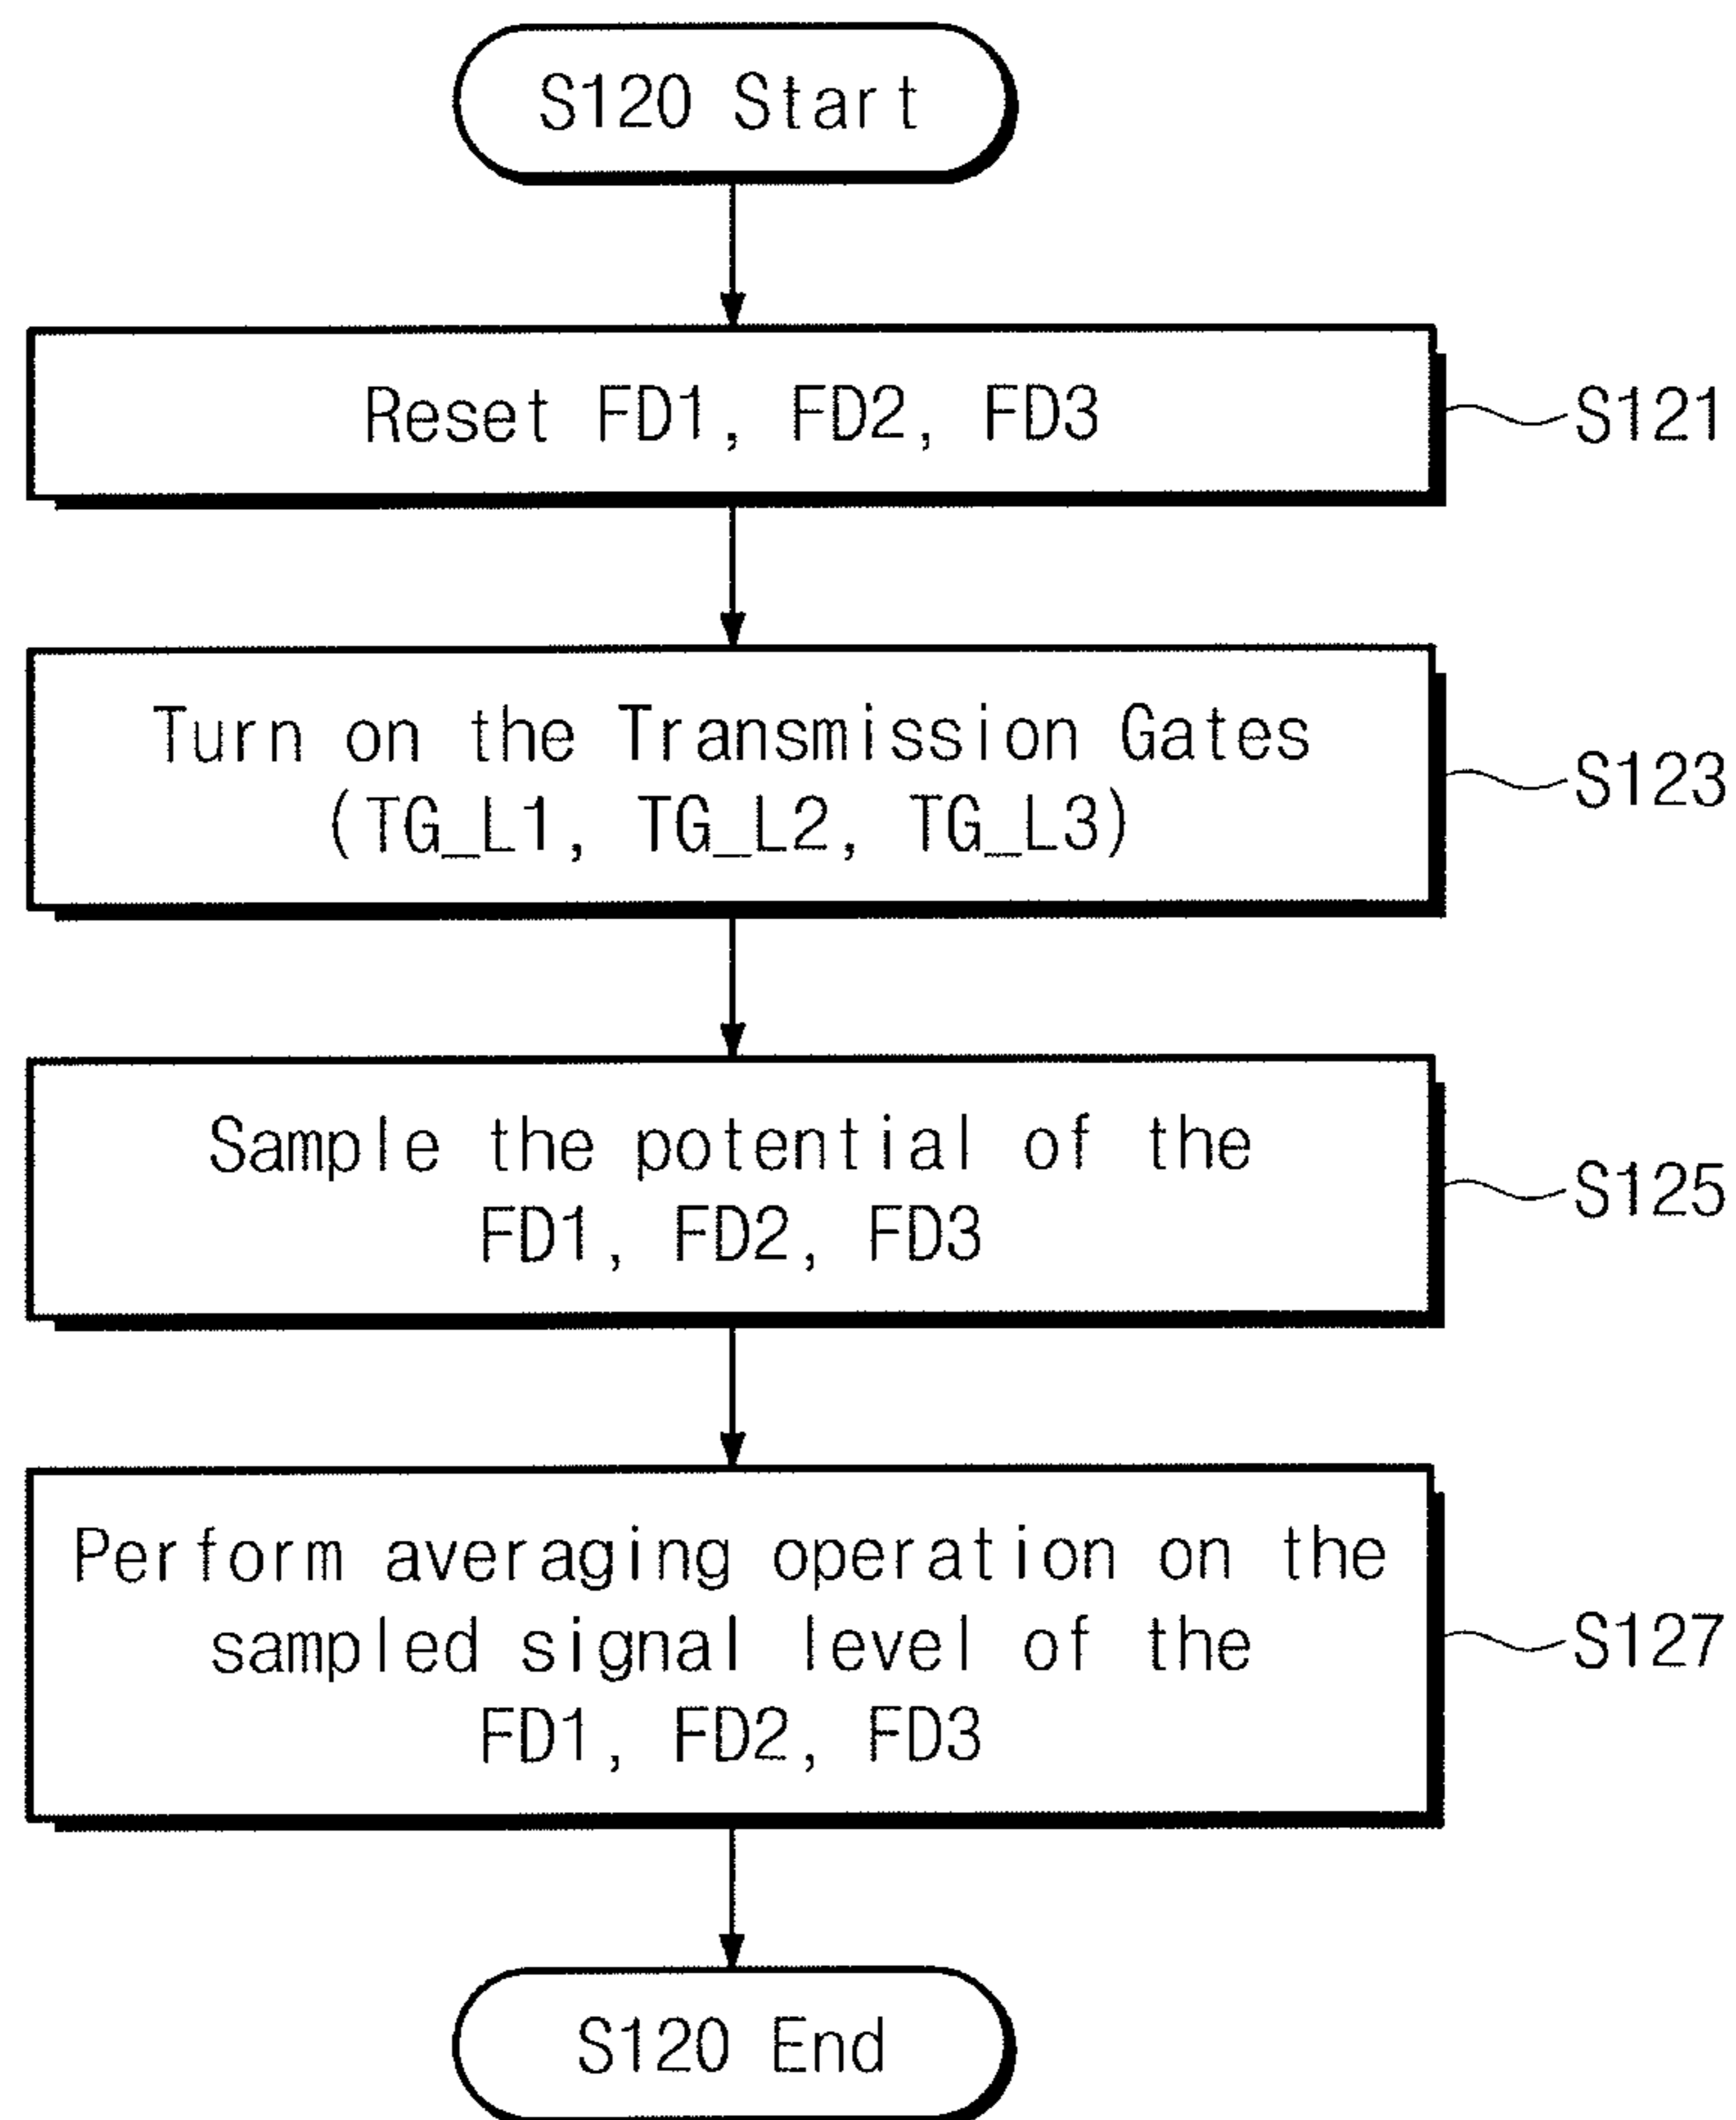 S120 Start
Reset FD1, FD2, FD3
S121
Turn on the Transmission Gates
(TG_L1, TG_L2, TG_L3)
S123
Sample the potential of the
FD1, FD2, FD3
S125
Perform averaging operation on the
sampled signal level of the
FD1, FD2, FD3
S127
S120 End